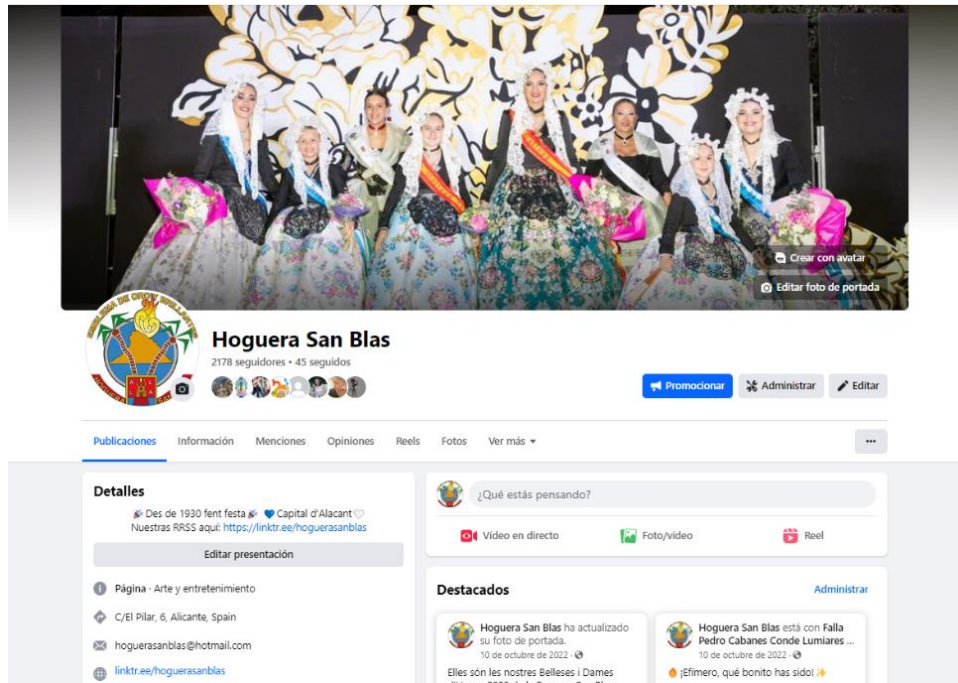 Crear con avatar
Editar foto de portada
Hoguera San Blas
2178 seguidores • 45 seguidos
Promocionar
Administrar
Editar
Publicaciones
Información
Menciones
Opiniones
Reels
Fotos
Ver más
Detalles
🎉 Des de 1930 fent festa 🎉 💙 Capital d'Alacant 🤍
Nuestras RRSS aquí: https://linktr.ee/hoguerasanblas
Editar presentación
Página · Arte y entretenimiento
C/El Pilar, 6, Alicante, Spain
hoguerasanblas@hotmail.com
linktr.ee/hoguerasanblas
¿Qué estás pensando?
Vídeo en directo
Foto/vídeo
Reel
Destacados
Administrar
Hoguera San Blas ha actualizado
su foto de portada.
10 de octubre de 2022 ·
Elles són les nostres Belleses i Dames
Hoguera San Blas está con Falla
Pedro Cabanes Conde Lumiares ...
10 de octubre de 2022 ·
🔥 ¡Efímero, qué bonito has sido! ✨